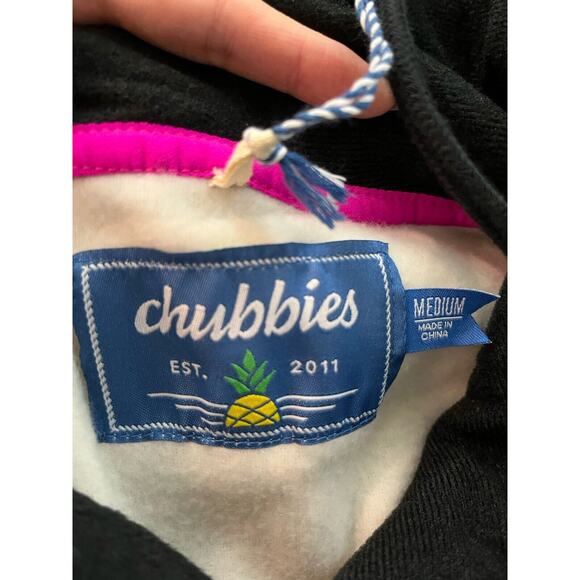 chubbies
EST. 2011
MEDIUM
MADE IN
CHINA